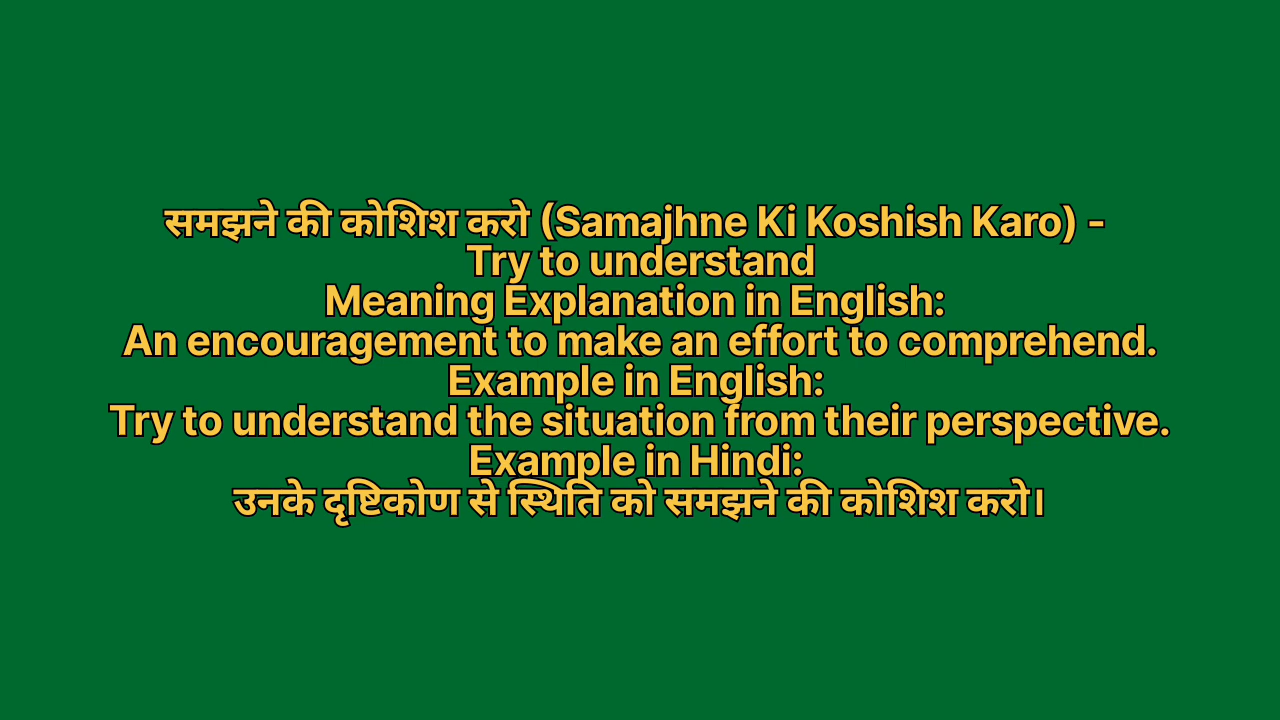 समझने की कोशिश करो (Samajhne Ki Koshish Karo) -
Try to understand
Meaning Explanation in English:
An encouragement to make an effort to comprehend.
Example in English:
Try to understand the situation from their perspective.
Example in Hindi:
उनके दृष्टिकोण से स्थिति को समझने की कोशिश करो।